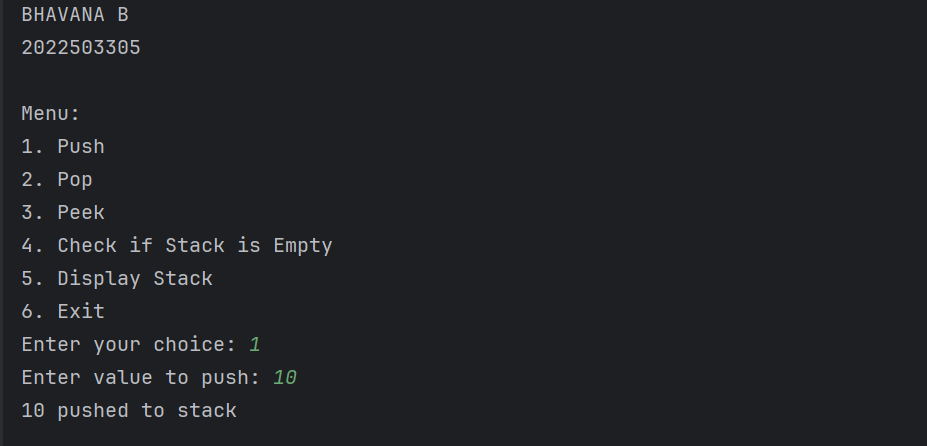 BHAVANA B
2022503305
Menu:
1. Push
2. Pop
3. Peek
4. Check if Stack is Empty
5. Display Stack
6. Exit
Enter your choice: 1
Enter value to push: 10
10 pushed to stack